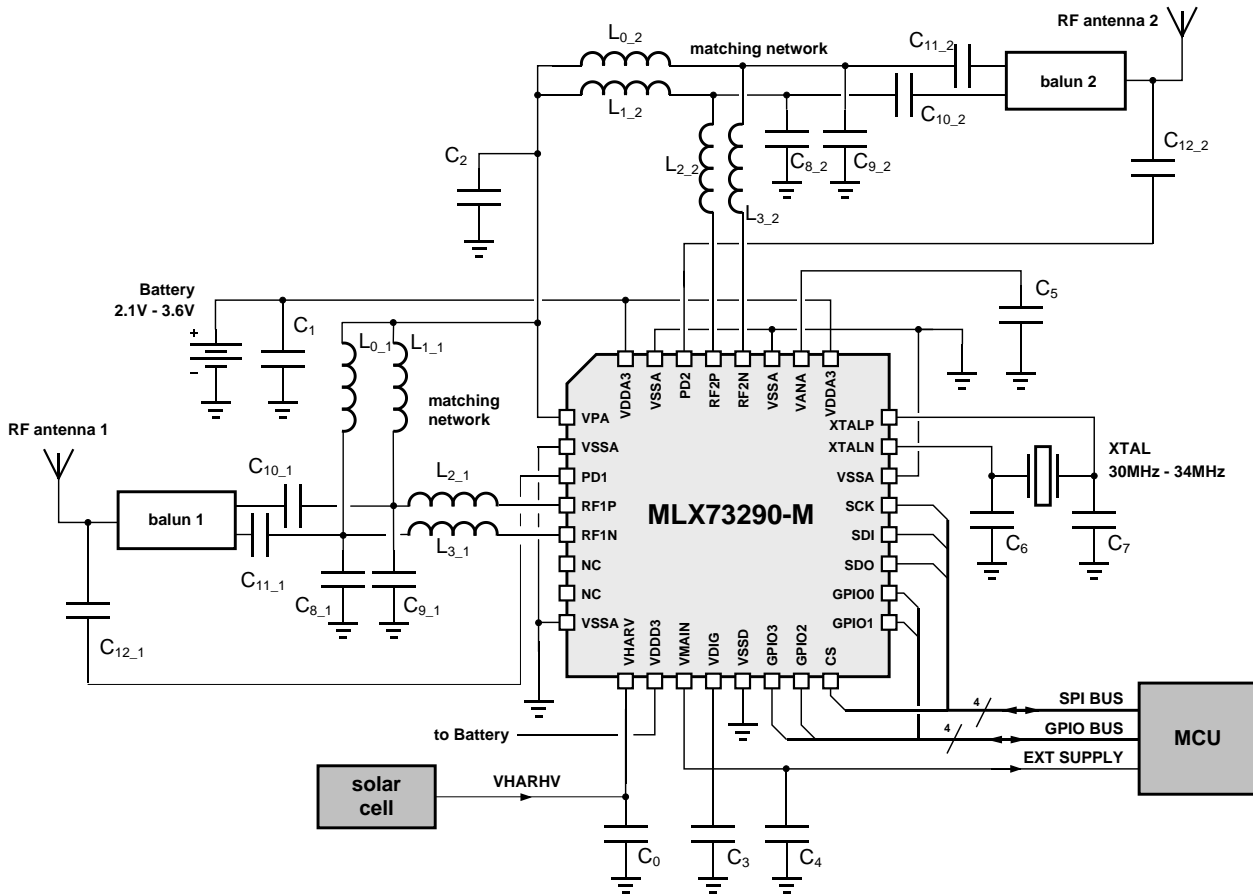 L0_2
matching network
C11_2
RF antenna 2
balun 2
L1_2
C10_2
C2
L2_2
C8_2
C9_2
C12_2
L3_2
Battery
2.1V - 3.6V
+
−
C1
L0_1
L1_1
C5
matching
network
VDDA3
VSSA
PD2
RF2P
RF2N
VSSA
VANA
VDDA3
RF antenna 1
VPA
VSSA
PD1
RF1P
RF1N
NC
NC
VSSA
MLX73290-M
XTALP
XTALN
VSSA
SCK
SDI
SDO
GPIO0
GPIO1
XTAL
30MHz - 34MHz
C10_1
L2_1
balun 1
L3_1
C11_1
C8_1
C9_1
C6
C7
C12_1
VHARV
VDDD3
VMAIN
VDIG
VSSD
GPIO3
GPIO2
CS
4
SPI BUS
4
GPIO BUS
EXT SUPPLY
MCU
to Battery
solar
cell
VHARHV
C0
C3
C4